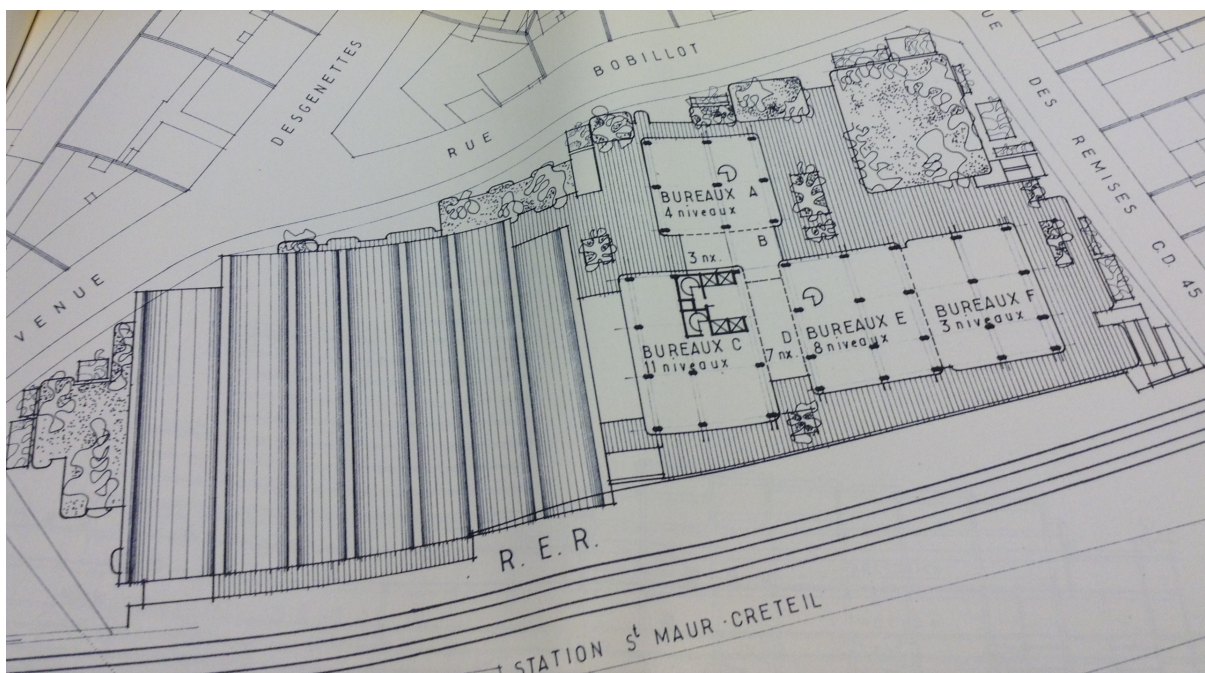 VENUE
DESGENETTES
RUE
BOBILLOT
UE
DES
REMISES
C.D. 45
BUREAUX A
4 niveaux
B
3 nx.
BUREAUX C
11 niveaux
D
7 nx.
BUREAUX E
8 niveaux
BUREAUX F
3 niveaux
R. E. R.
STATION St MAUR-CRETEIL